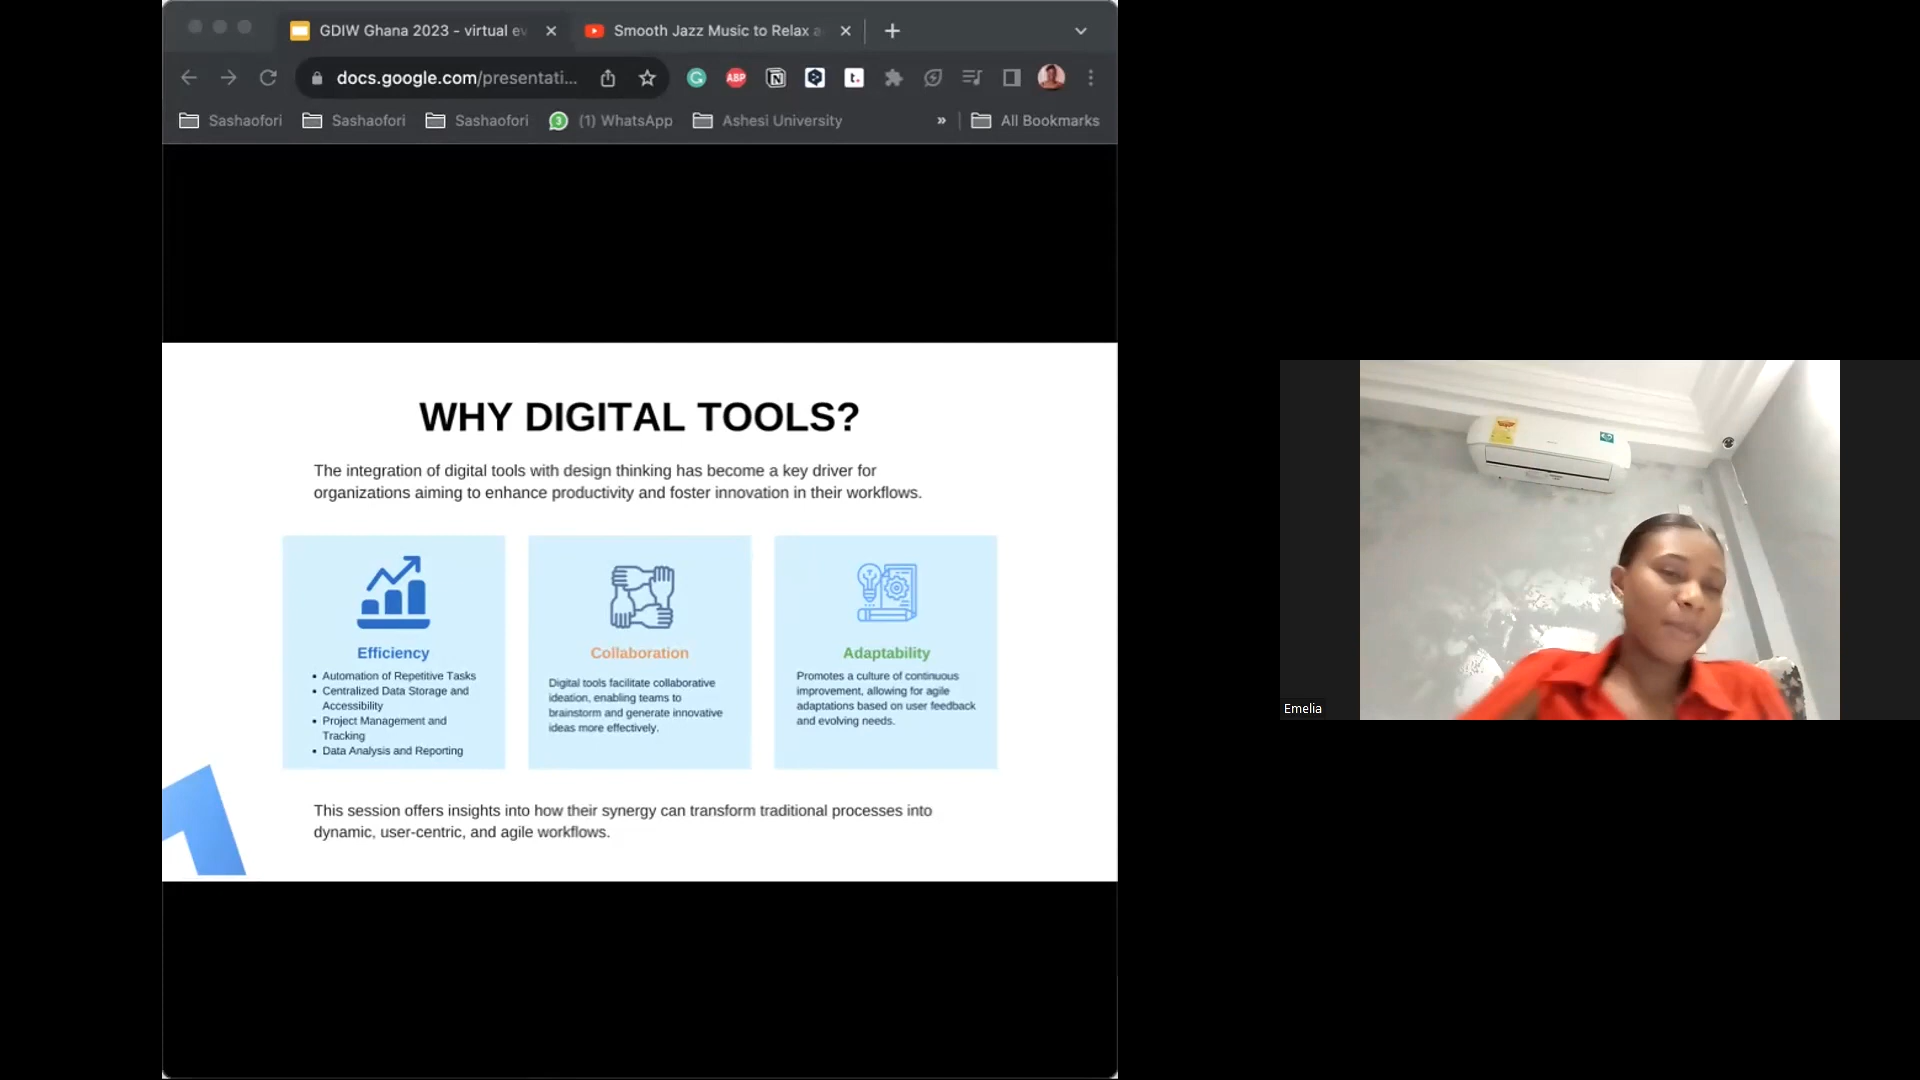 GDIW Ghana 2023 - virtual ev
Smooth Jazz Music to Relax a
docs.google.com/presentati...
ABP
t.
Sashaofori
Sashaofori
Sashaofori
3
(1) WhatsApp
Ashesi University
»
All Bookmarks
WHY DIGITAL TOOLS?
The integration of digital tools with design thinking has become a key driver for
organizations aiming to enhance productivity and foster innovation in their workflows.
Efficiency
• Automation of Repetitive Tasks
• Centralized Data Storage and
Accessibility
• Project Management and
Tracking
• Data Analysis and Reporting
Collaboration
Digital tools facilitate collaborative
ideation, enabling teams to
brainstorm and generate innovative
ideas more effectively.
Adaptability
Promotes a culture of continuous
improvement, allowing for agile
adaptations based on user feedback
and evolving needs.
This session offers insights into how their synergy can transform traditional processes into
dynamic, user-centric, and agile workflows.
Emelia